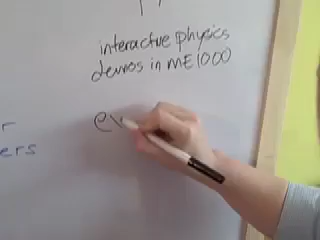 interactive physics
demos in ME1000
ev
r
ers